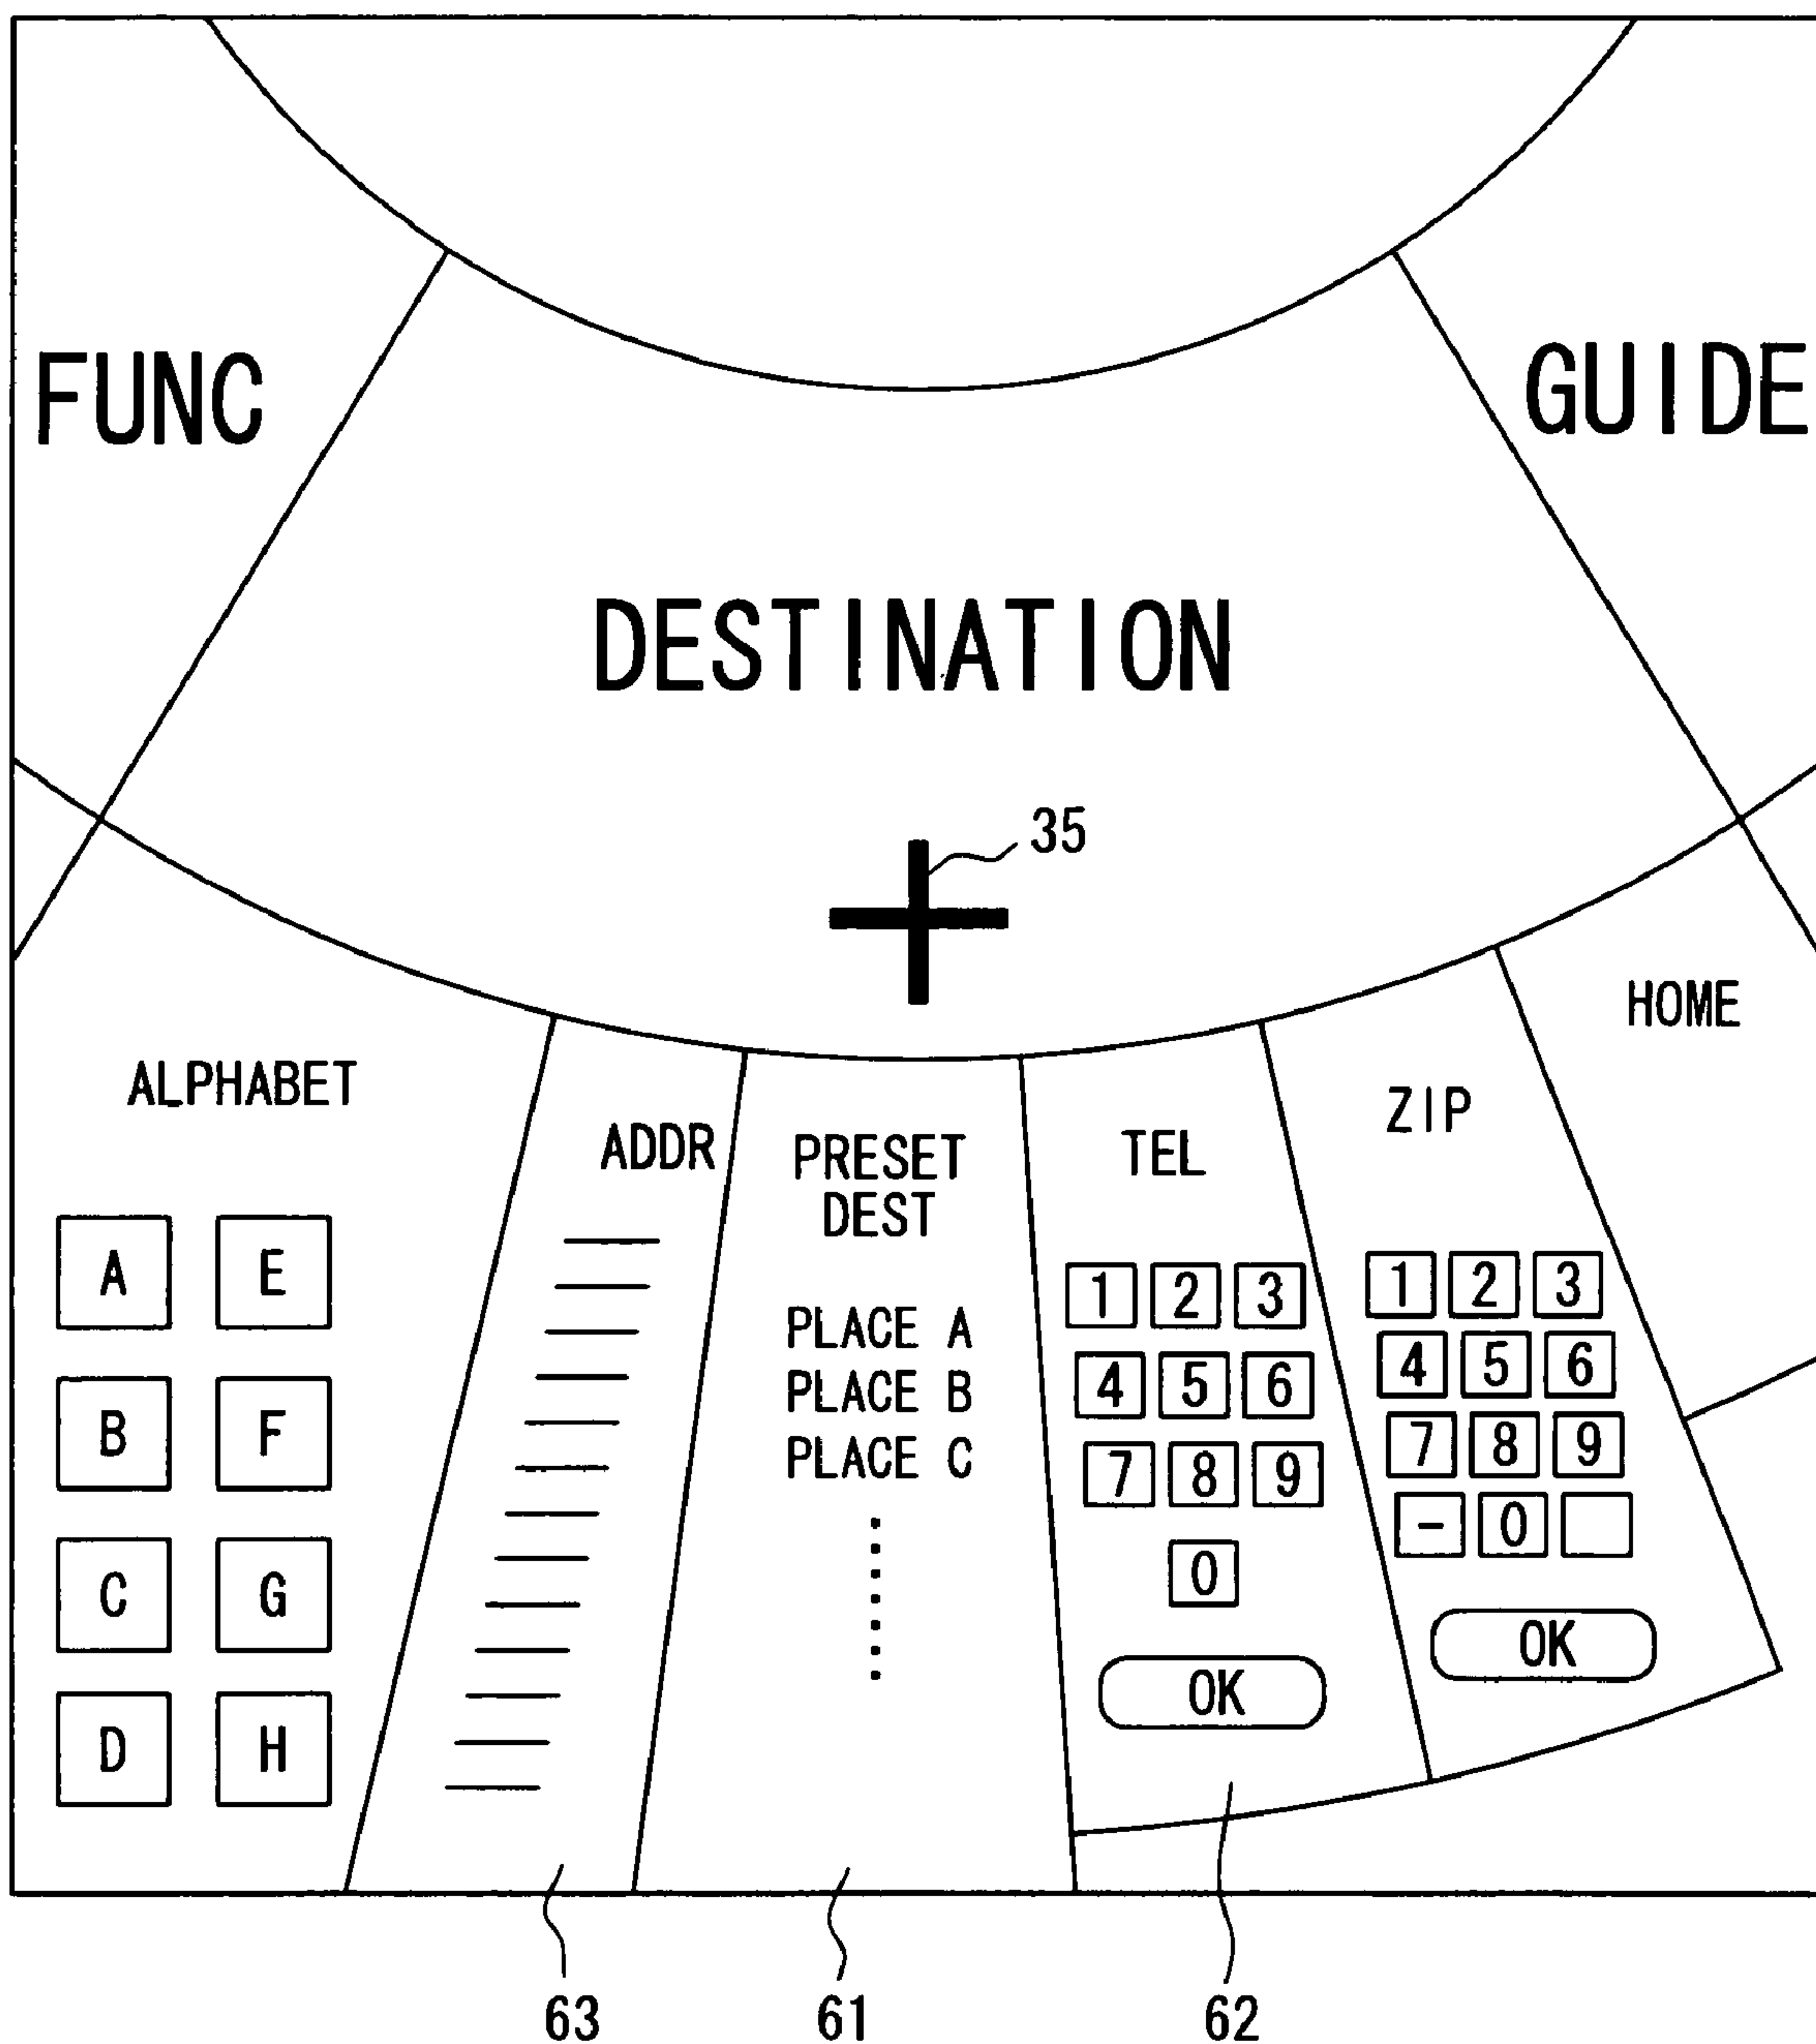 FUNC
GUIDE
DESTINATION
35
HOME
ALPHABET
A E
B F
C G
D H
ADDR
PRESET
DEST
PLACE A
PLACE B
PLACE C
TEL
1 2 3
4 5 6
7 8 9
0
OK
ZIP
1 2 3
4 5 6
7 8 9
- 0
OK
63
61
62